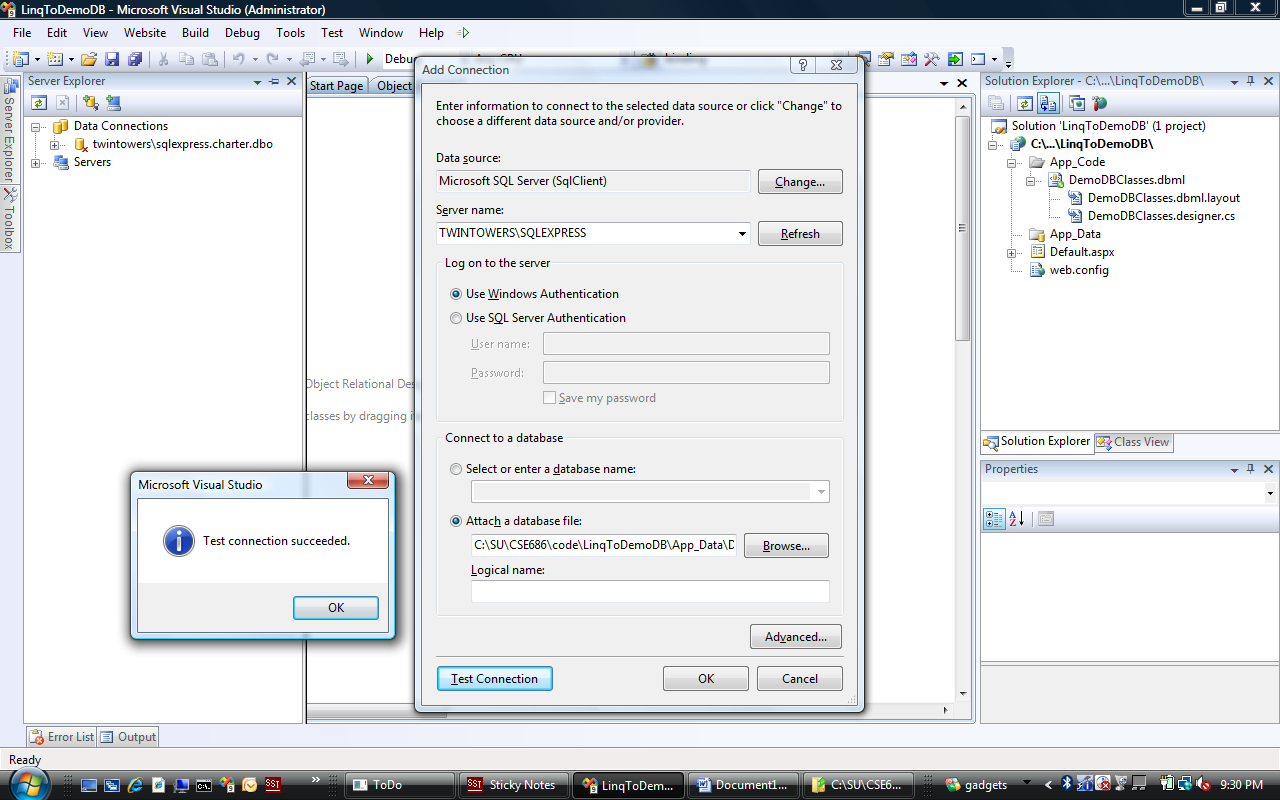 LinqToDemoDB - Microsoft Visual Studio (Administrator)
File Edit View Website Build Debug Tools Test Window Help
Server Explorer
Data Connections
twintowers\sqlexpress.charter.dbo
Servers
Server Explorer
Toolbox
Start Page
Object
Object Relational Des
classes by dragging i
Add Connection
Enter information to connect to the selected data source or click "Change" to
choose a different data source and/or provider.
Data source:
Microsoft SQL Server (SqlClient)
Change...
Server name:
TWINTOWERS\SQLEXPRESS
Refresh
Log on to the server
Use Windows Authentication
Use SQL Server Authentication
User name:
Password:
Save my password
Connect to a database
Select or enter a database name:
Attach a database file:
C:\SU\CSE686\code\LinqToDemoDB\App_Data\D
Browse...
Logical name:
Advanced...
Test Connection
OK
Cancel
Microsoft Visual Studio
Test connection succeeded.
OK
Solution Explorer - C:\...\LinqToDemoDB\
Solution 'LinqToDemoDB' (1 project)
C:\...\LinqToDemoDB\
App_Code
DemoDBClasses.dbml
DemoDBClasses.dbml.layout
DemoDBClasses.designer.cs
App_Data
Default.aspx
web.config
Solution Explorer
Class View
Properties
Error List
Output
Ready
ToDo
SST
Sticky Notes
LinqToDem...
Document1...
C:\SU\CSE6...
gadgets
9:30 PM